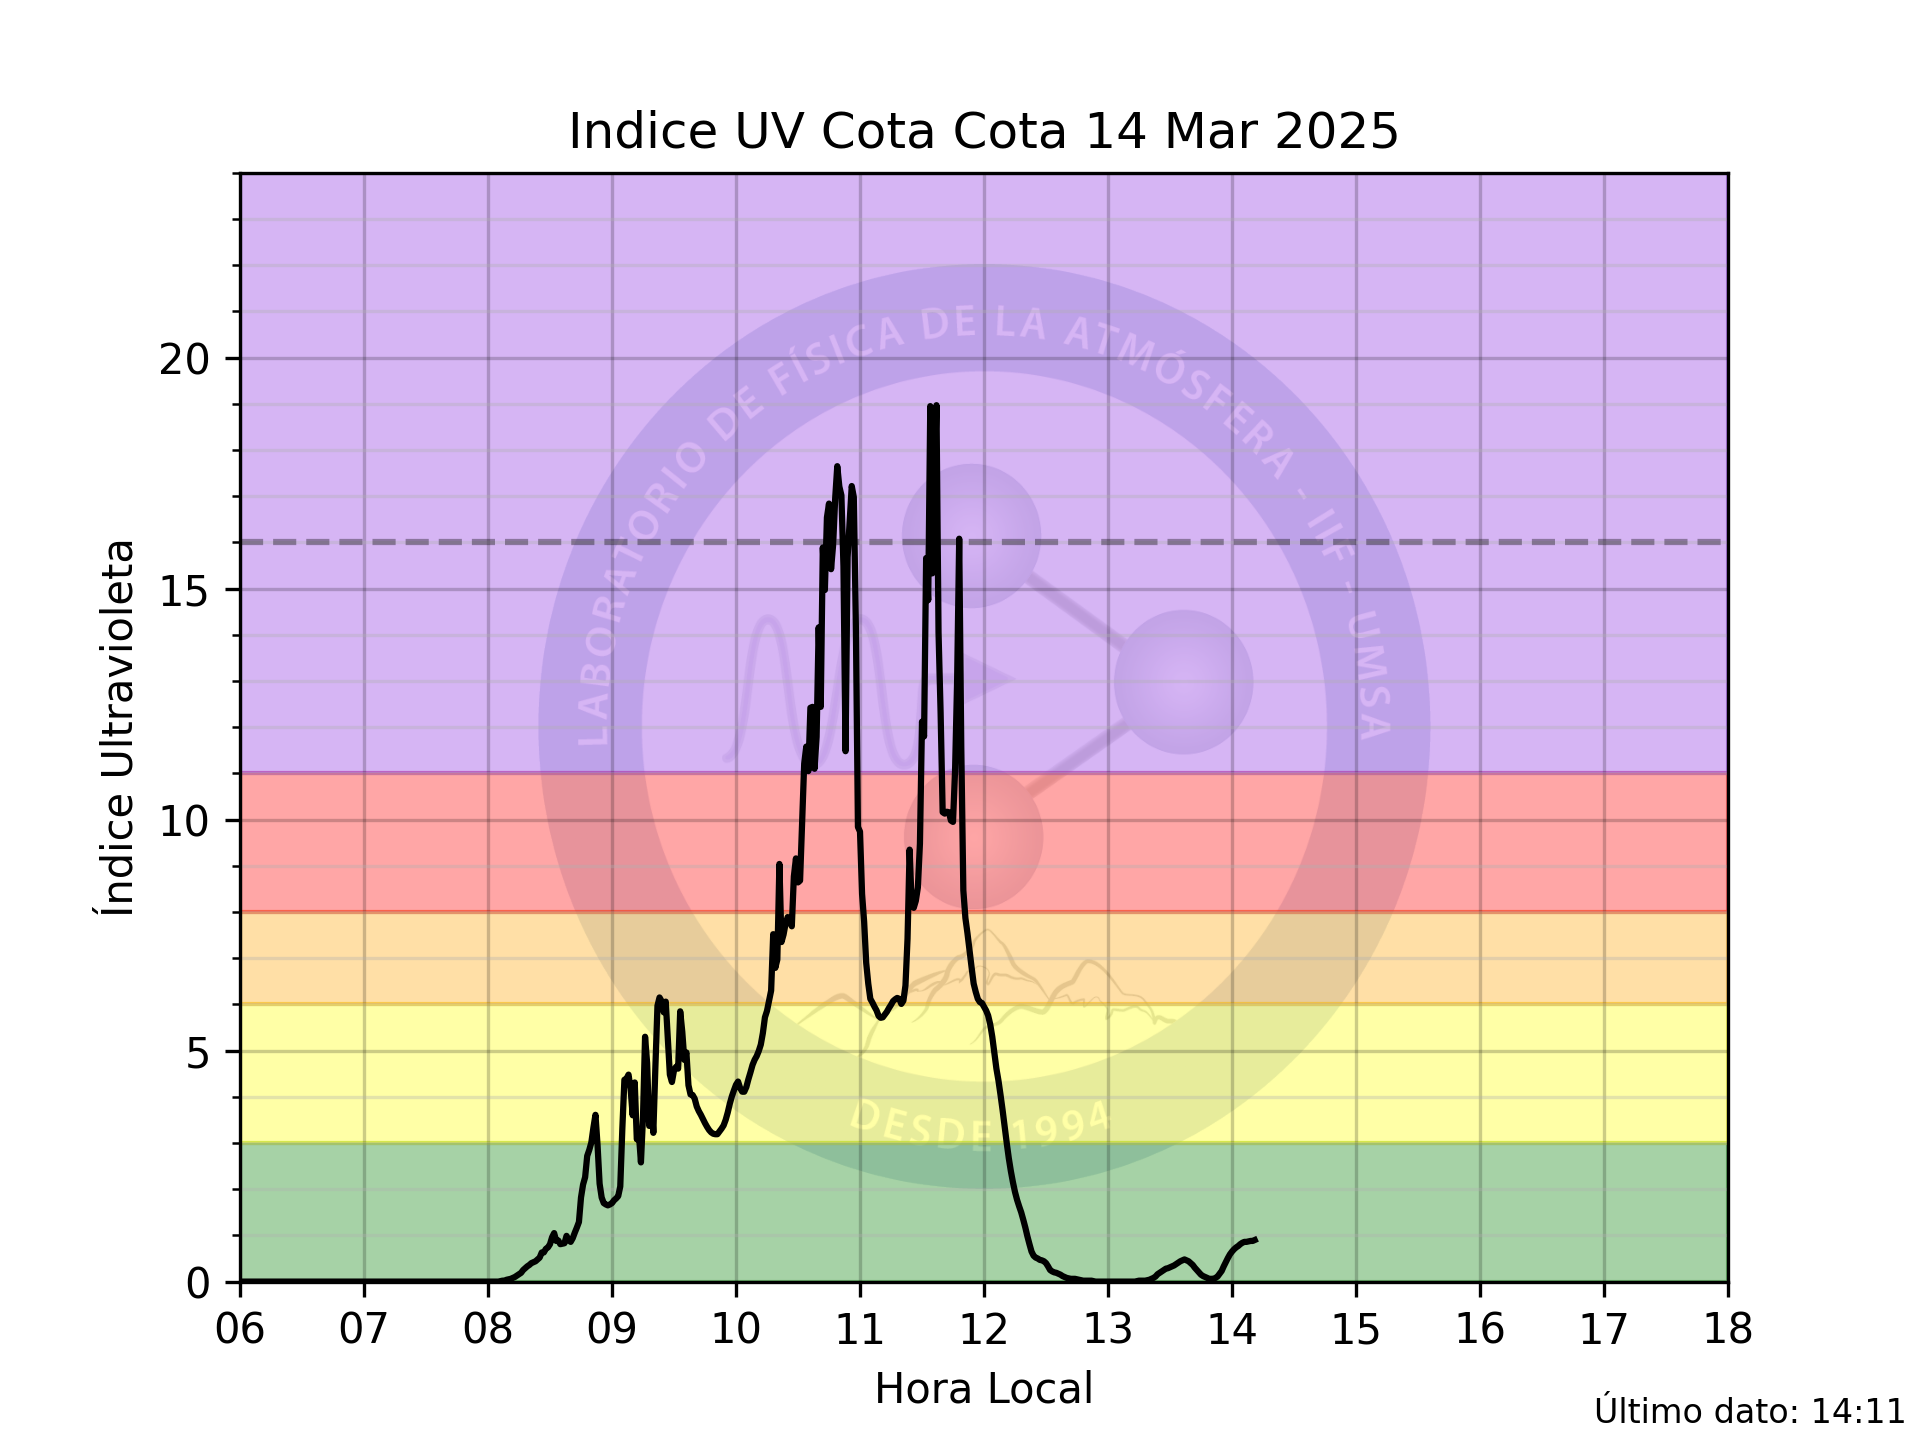 Indice UV Cota Cota 14 Mar 2025
LABORATORIO DE FÍSICA DE LA ATMÓSFERA - IIF - UMSA
DESDE 1994
Índice Ultravioleta
20
15
10
5
0
06 07 08 09 10 11 12 13 14 15 16 17 18
Hora Local
Último dato: 14:11